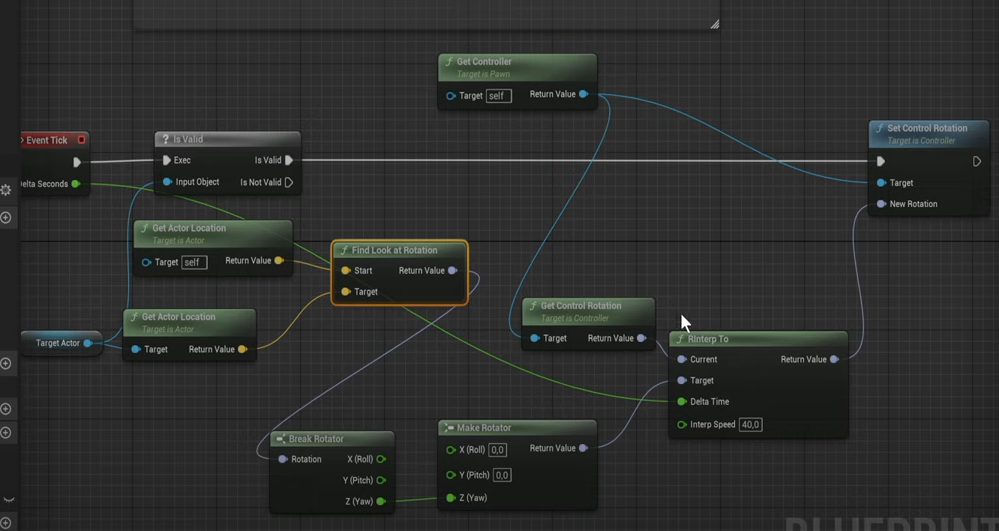 Get Controller
Target is Pawn
Target self Return Value
Event Tick
Delta Seconds
Is Valid
Exec Is Valid
Input Object Is Not Valid
Set Control Rotation
Target is Controller
Target
New Rotation
Get Actor Location
Target is Actor
Target self Return Value
Find Look at Rotation
Start Return Value
Target
Target Actor
Get Actor Location
Target is Actor
Target Return Value
Get Control Rotation
Target is Controller
Target Return Value
RInterp To
Current Return Value
Target
Delta Time
Interp Speed 40,0
Break Rotator
Rotation X (Roll)
Y (Pitch)
Z (Yaw)
Make Rotator
X (Roll) 0,0 Return Value
Y (Pitch) 0,0
Z (Yaw)
BLUEPRINT